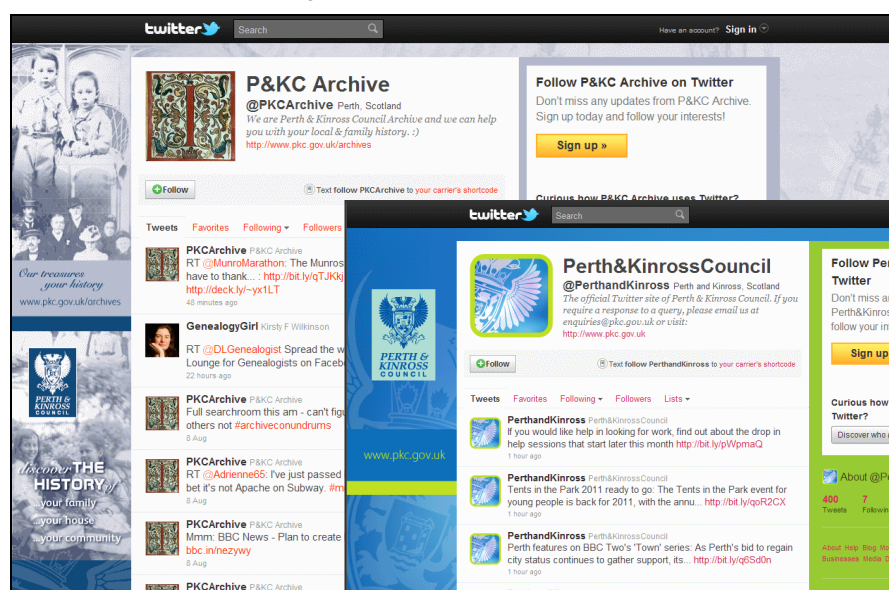 twitter
Search
Have an account? Sign in
P&KC Archive
@PKCArchive Perth, Scotland
We are Perth & Kinross Council Archive and we can help
you with your local & family history. :)
http://www.pkc.gov.uk/archives
Follow
Text follow PKCArchive to your carrier's shortcode
Follow P&KC Archive on Twitter
Don't miss any updates from P&KC Archive.
Sign up today and follow your interests!
Sign up »
Curious how P&KC Archive uses Twitter?
Tweets Favorites Following Followers
PKCArchive P&KC Archive
RT @MunroMarathon: The Munros
have to thank... : http://bit.ly/qTJKkj
http://deck.ly/~yx1LT
48 minutes ago
GenealogyGirl Kirsty F Wilkinson
RT @DLGenealogist Spread the w
Lounge for Genealogists on Facebo
22 hours ago
PKCArchive P&KC Archive
Full searchroom this am - can't figu
others not #archiveconundrums
8 Aug
PKCArchive P&KC Archive
RT @Adrienne65: I've just passed
bet it's not Apache on Subway. #m
8 Aug
PKCArchive P&KC Archive
Mmm: BBC News - Plan to create
bbc.in/nezywy
8 Aug
PKCArchive P&KC Archive
Our treasures
your history
www.pkc.gov.uk/archives
PERTH &
KINROSS
COUNCIL
discover THE
HISTORY of
...your family
...your house
...your community
twitter
Search
Perth&KinrossCouncil
@PerthandKinross Perth and Kinross, Scotland
The official Twitter site of Perth & Kinross Council. If you
require a response to a query, please email us at
enquiries@pkc.gov.uk or visit:
http://www.pkc.gov.uk
Follow
Text follow PerthandKinross to your carrier's shortcode
Tweets Favorites Following Followers Lists
PerthandKinross Perth&KinrossCouncil
If you would like help in looking for work, find out about the drop in
help sessions that start later this month http://bit.ly/pWpmaQ
1 hour ago
PerthandKinross Perth&KinrossCouncil
Tents in the Park 2011 ready to go: The Tents in the Park event for
young people is back for 2011, with the annu... http://bit.ly/qoR2CX
1 hour ago
PerthandKinross Perth&KinrossCouncil
Perth features on BBC Two's 'Town' series: As Perth's bid to regain
city status continues to gather support, its... http://bit.ly/q6Sd0n
1 hour ago
PERTH &
KINROSS
COUNCIL
www.pkc.gov.uk
Follow Per
Twitter
Don't miss a
Perth&Kinros
follow your in
Sign up
Curious how
Twitter?
Discover who
About @Pe
400 7
Tweets Followin
About Help Blog Mo
Businesses Media D